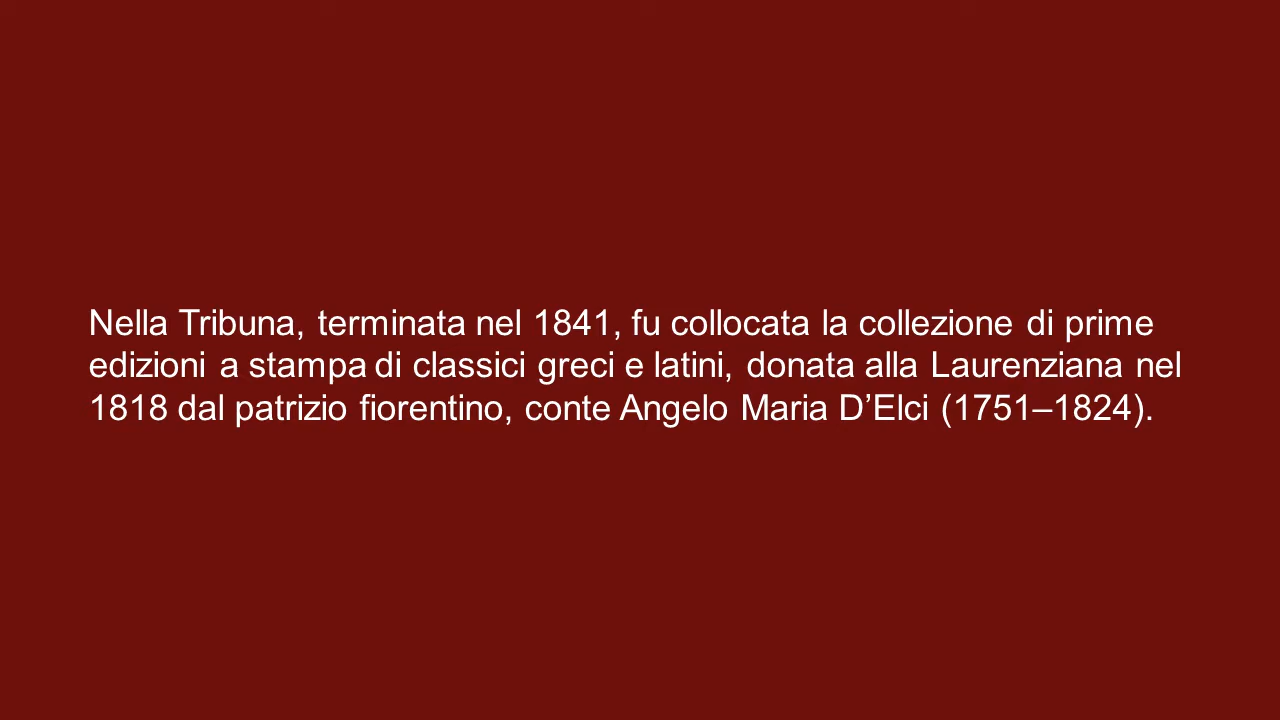 Nella Tribuna, terminata nel 1841, fu collocata la collezione di prime
edizioni a stampa di classici greci e latini, donata alla Laurenziana nel
1818 dal patrizio fiorentino, conte Angelo Maria D’Elci (1751–1824).